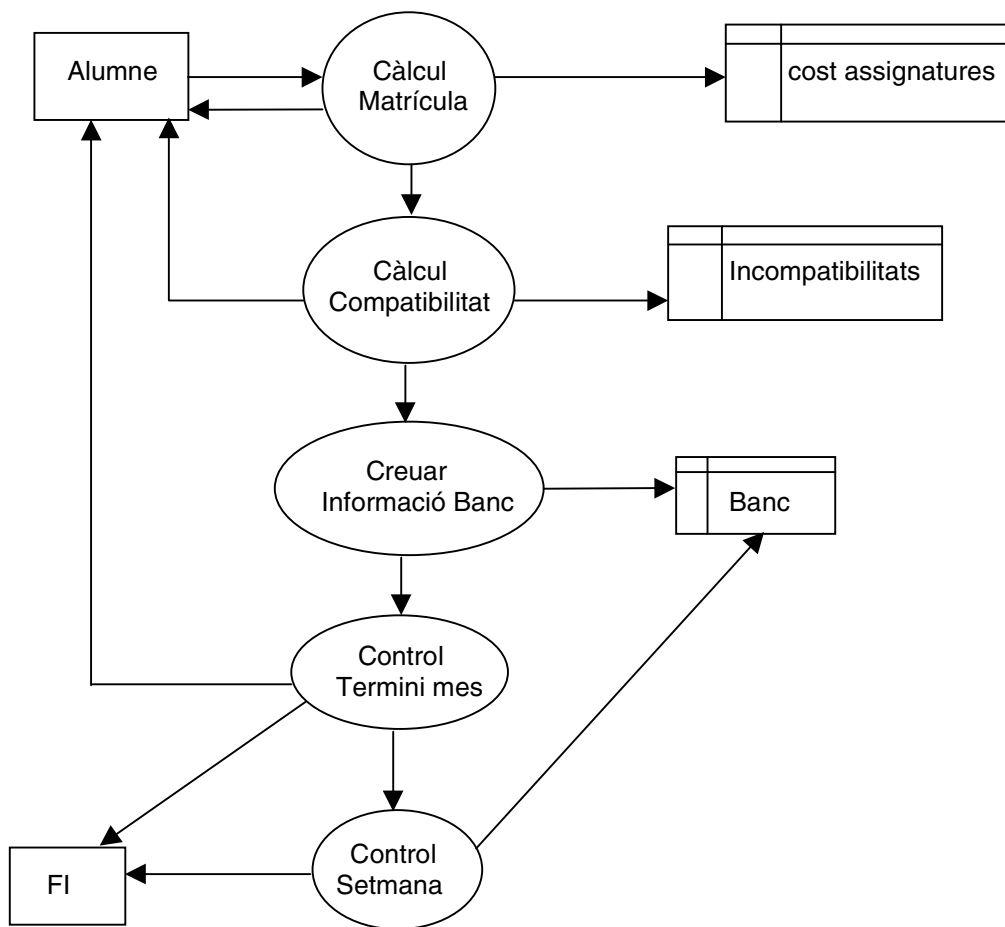 Alumne
Càlcul
Matrícula
cost assignatures
Càlcul
Compatibilitat
Incompatibilitats
Creuar
Informació Banc
Banc
Control
Termini mes
Control
Setmana
FI